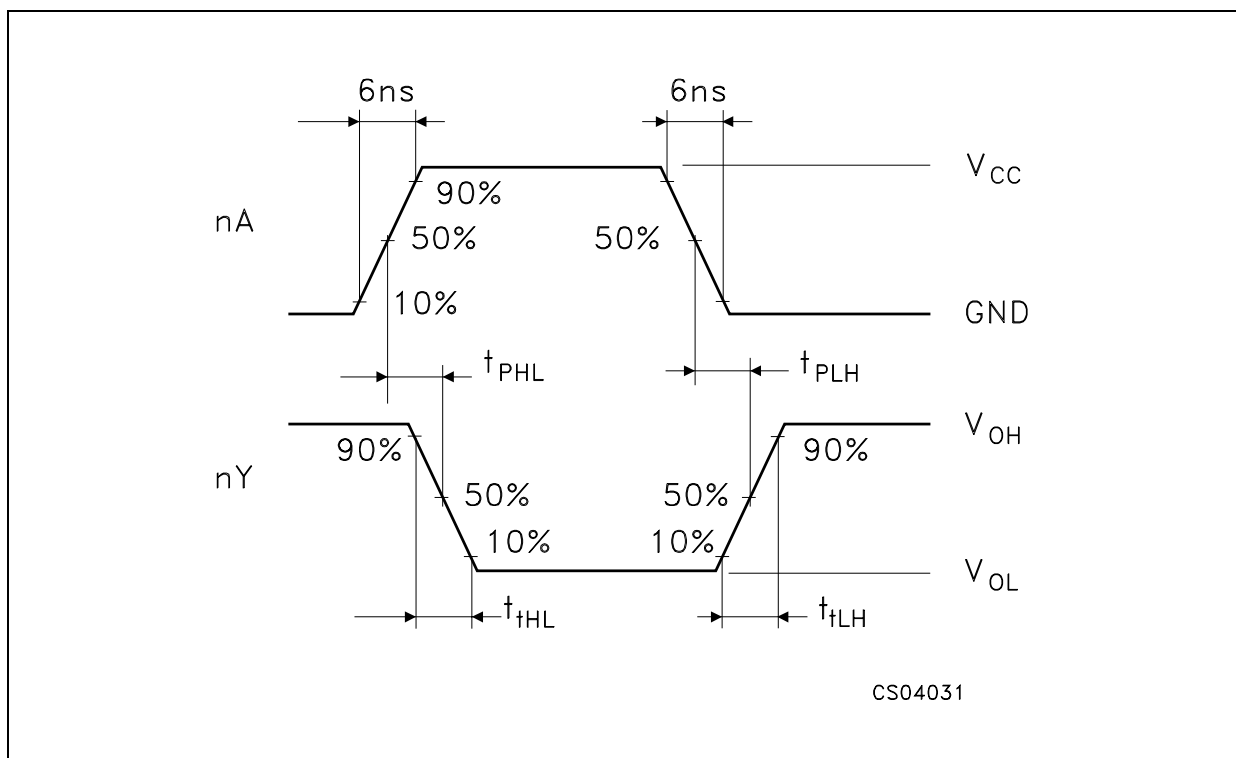 6ns 6ns
V_CC
90%
nA
50% 50%
10%
GND
t_PHL t_PLH
V_OH
90% 90%
nY
50% 50%
10% 10%
V_OL
t_tHL t_tLH
CS04031